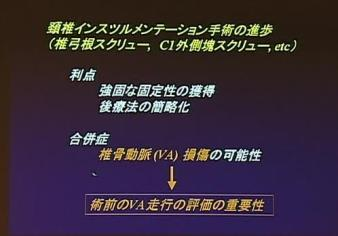 頚椎インスツルメンテーション手術の進歩
（椎弓根スクリュー, C1外側塊スクリュー, etc）
利点
強固な固定性の獲得
後療法の簡略化
合併症
椎骨動脈 (VA) 損傷の可能性
術前のVA走行の評価の重要性